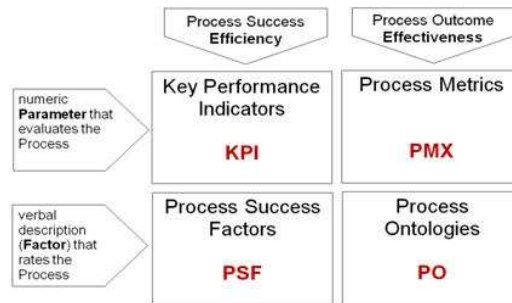 Process Success
Efficiency
Process Outcome
Effectiveness
numeric
Parameter that
evaluates the
Process
Key Performance
Indicators
KPI
Process Metrics
PMX
verbal
description
(Factor) that
rates the
Process
Process Success
Factors
PSF
Process
Ontologies
PO